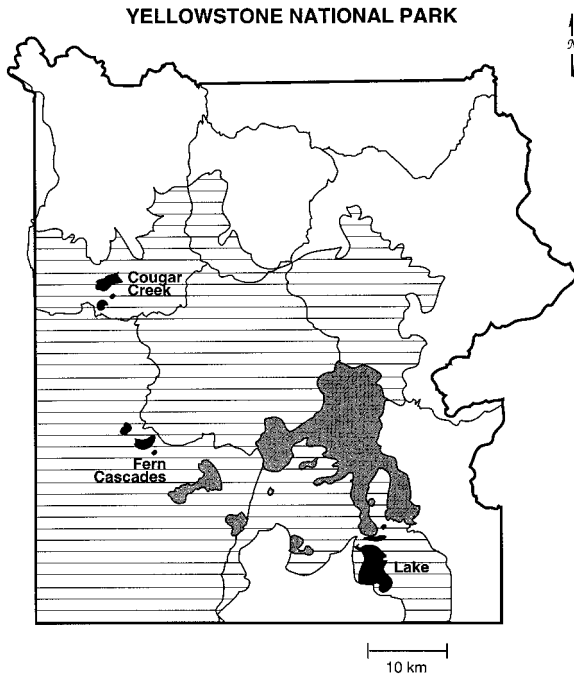 YELLOWSTONE NATIONAL PARK
N
Cougar
Creek
Fern
Cascades
Lake
10 km